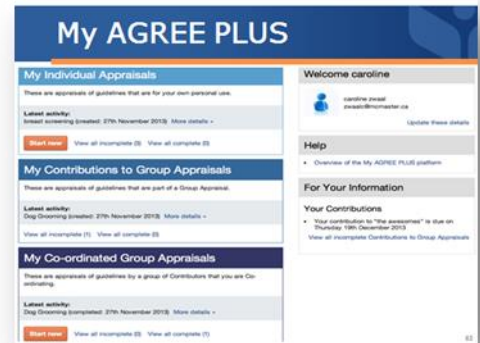 My AGREE PLUS
My Individual Appraisals
These are appraisals of guidelines that are for your own personal use.
Latest activity:
breast screening (created: 27th November 2013) More details »
Start new View all incomplete (5) View all complete (0)
My Contributions to Group Appraisals
These are appraisals of guidelines that are part of a Group Appraisal.
Latest activity:
Dog Grooming (created: 27th November 2013) More details »
View all incomplete (1) View all complete (5)
My Co-ordinated Group Appraisals
These are appraisals of guidelines by a group of Contributors that you are Co-
ordinating.
Latest activity:
Dog Grooming (completed: 27th November 2013) More details »
Start new View all incomplete (0) View all complete (1)
Welcome caroline
caroline zwaal
zwaalc@mcmaster.ca
Update these details
Help
• Overview of the My AGREE PLUS platform
For Your Information
Your Contributions
• Your contribution to "the awesomes" is due on
Thursday 19th December 2013
View all incomplete Contributions to Group Appraisals